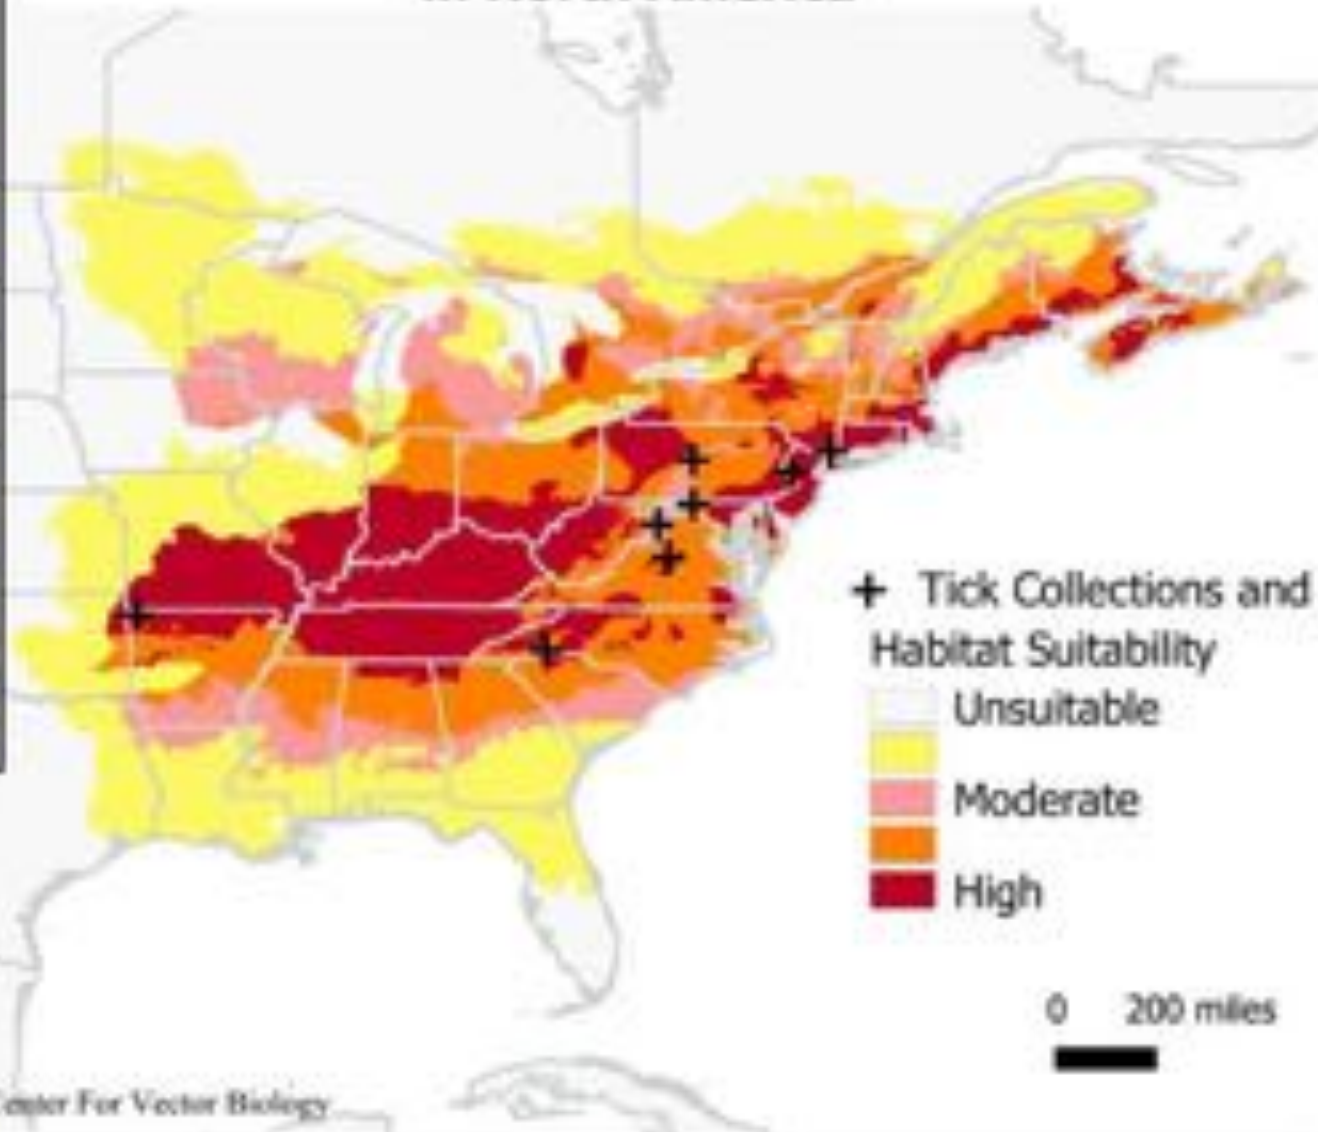 Tick Collections and
Habitat Suitability
Unsuitable
Moderate
High
0 200 miles
For Vector Biology